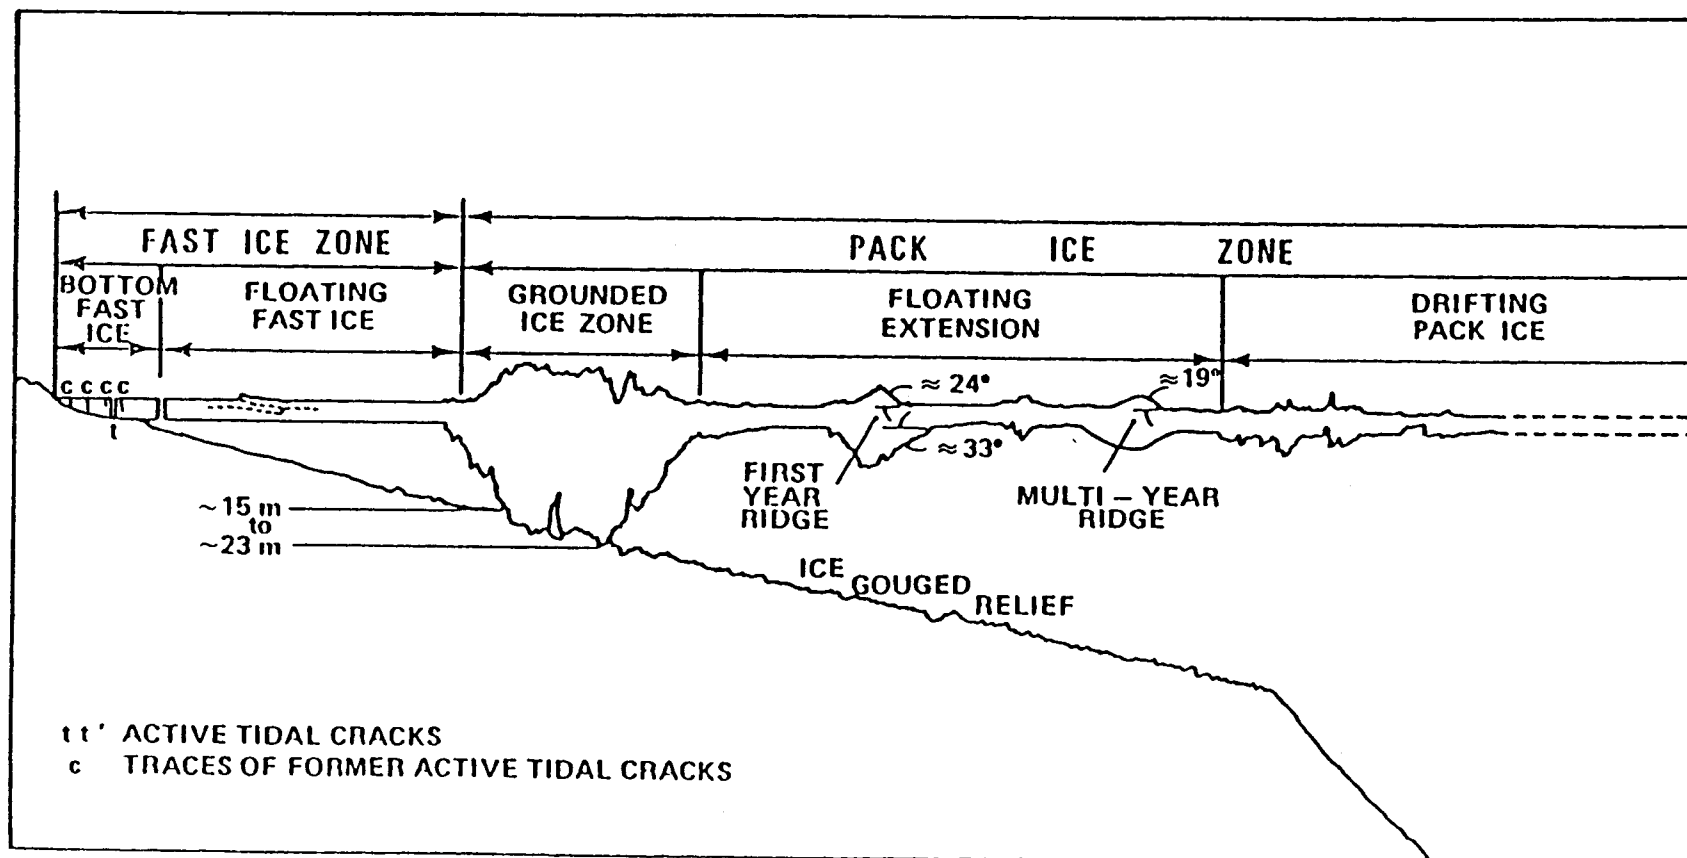 FAST ICE ZONE
PACK ICE ZONE
BOTTOM
FAST
ICE
FLOATING
FAST ICE
GROUNDED
ICE ZONE
FLOATING
EXTENSION
DRIFTING
PACK ICE
c c c c
t
≈ 24°
≈ 19°
≈ 33°
FIRST
YEAR
RIDGE
MULTI – YEAR
RIDGE
~15 m
to
~23 m
ICE
GOUGED
RELIEF
t t ' ACTIVE TIDAL CRACKS
c TRACES OF FORMER ACTIVE TIDAL CRACKS